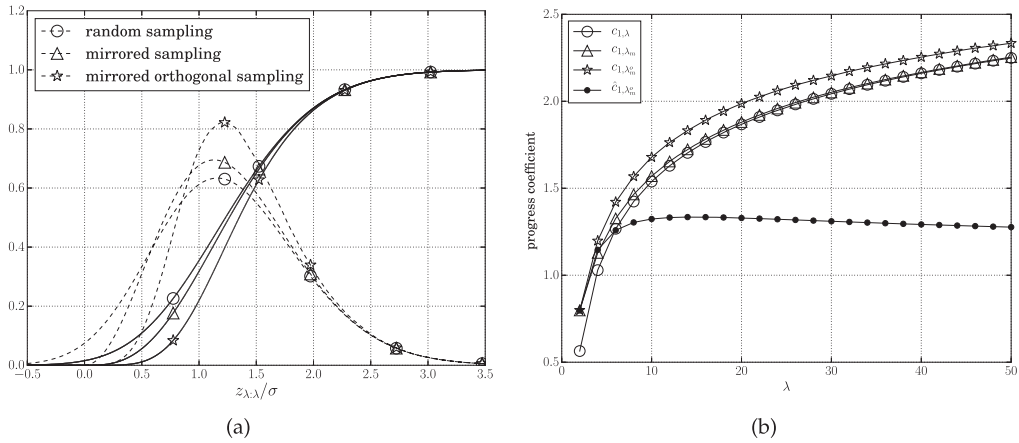 1.2
1.0
0.8
0.6
0.4
0.2
0.0
−0.5
0.0
0.5
1.0
1.5
2.0
2.5
3.0
3.5
random sampling
mirrored sampling
mirrored orthogonal sampling
z_{λ:λ}/σ
(a)
progress coefficient
2.5
2.0
1.5
1.0
0.5
0
10
20
30
40
50
c_{1,λ}
c_{1,λ_m}
c_{1,λ_m^o}
ĉ_{1,λ_m^o}
λ
(b)